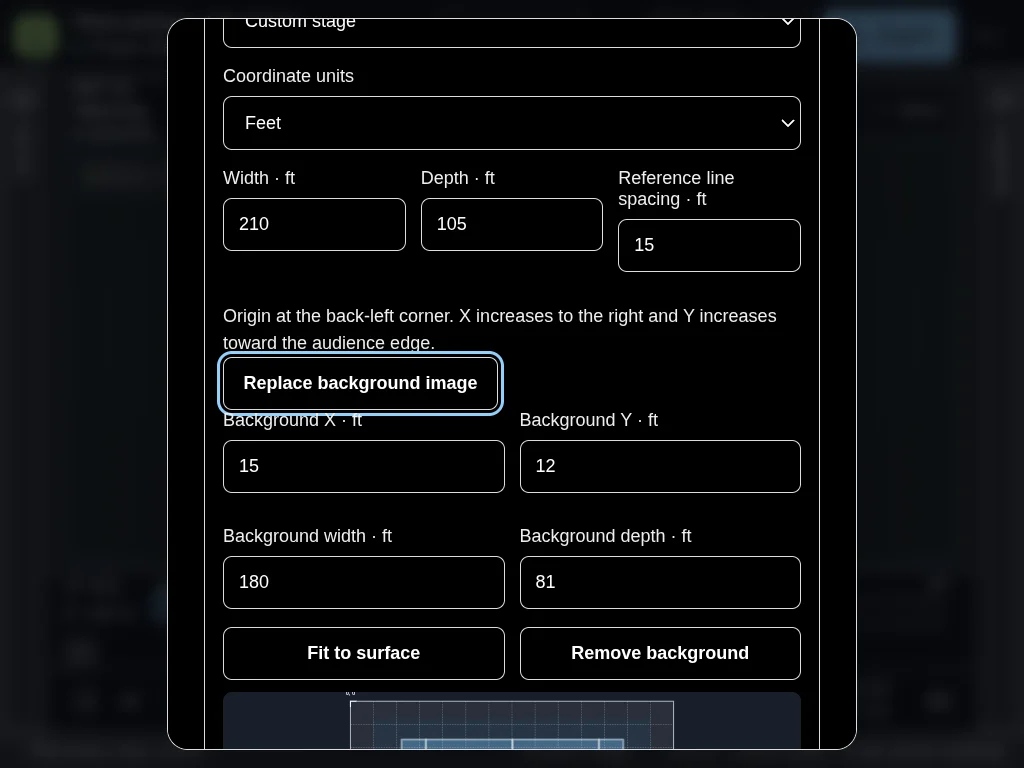 Custom stage
Coordinate units
Feet
Width · ft
Depth · ft
Reference line
spacing · ft
210
105
15
Origin at the back-left corner. X increases to the right and Y increases
toward the audience edge.
Replace background image
Background X · ft
Background Y · ft
15
12
Background width · ft
Background depth · ft
180
81
Fit to surface
Remove background